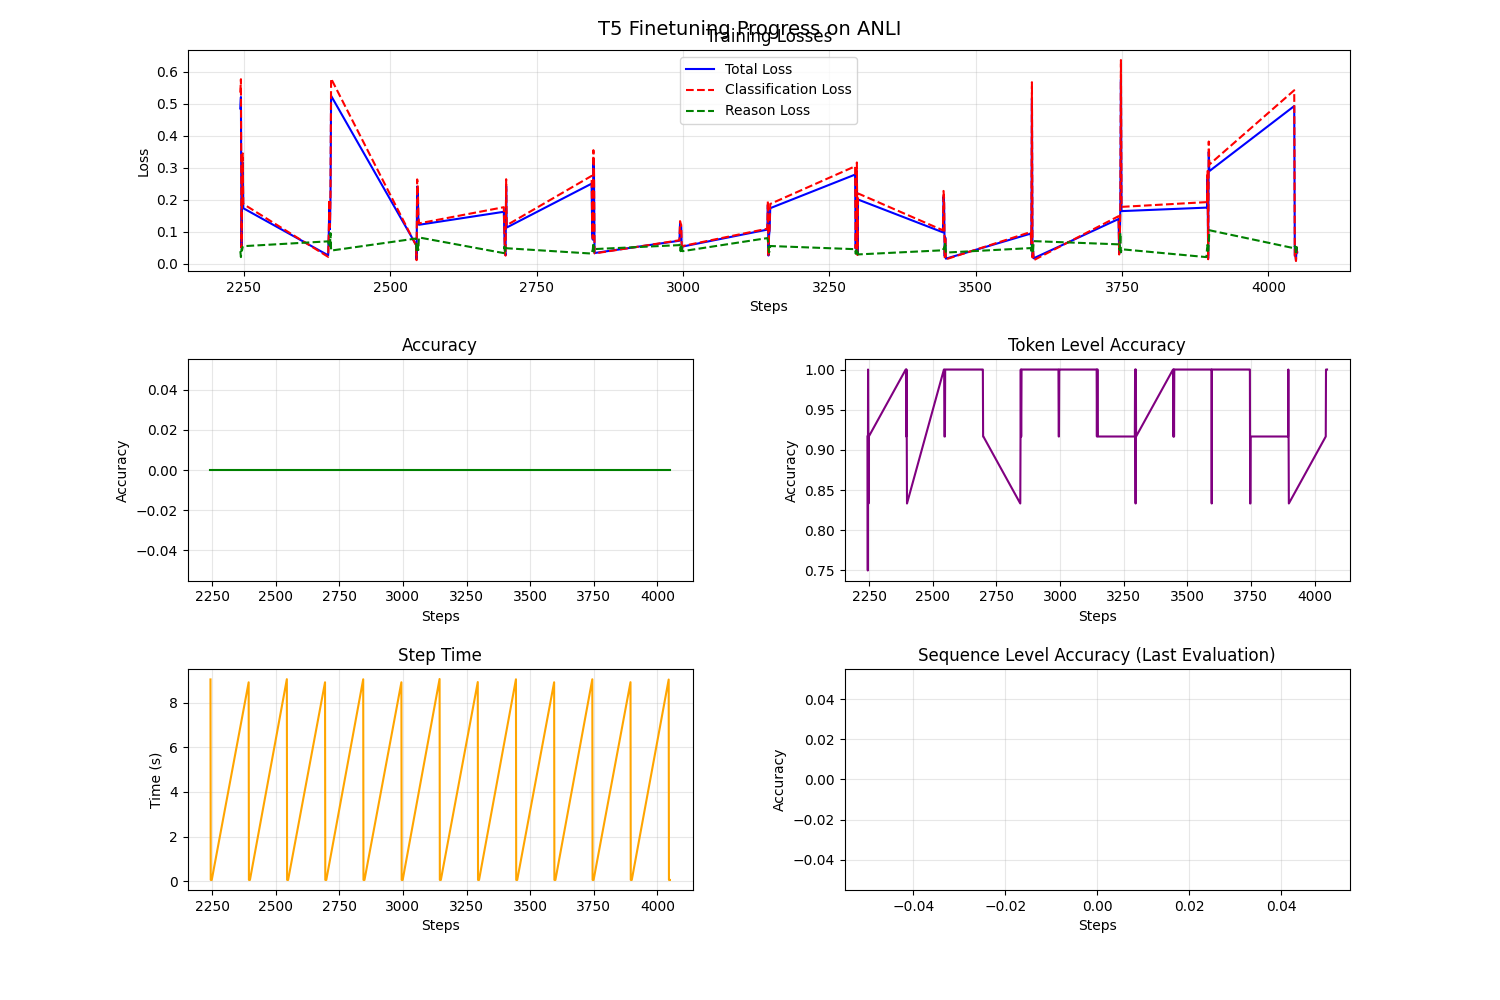 T5 Finetuning Progress on ANLI
Training Losses
Total Loss
Classification Loss
Reason Loss
Loss
0.6
0.5
0.4
0.3
0.2
0.1
0.0
2250 2500 2750 3000 3250 3500 3750 4000
Steps
Accuracy
Accuracy
0.04
0.02
0.00
−0.02
−0.04
2250 2500 2750 3000 3250 3500 3750 4000
Steps
Token Level Accuracy
Accuracy
1.00
0.95
0.90
0.85
0.80
0.75
2250 2500 2750 3000 3250 3500 3750 4000
Steps
Step Time
Time (s)
8
6
4
2
0
2250 2500 2750 3000 3250 3500 3750 4000
Steps
Sequence Level Accuracy (Last Evaluation)
Accuracy
0.04
0.02
0.00
−0.02
−0.04
−0.04 −0.02 0.00 0.02 0.04
Steps